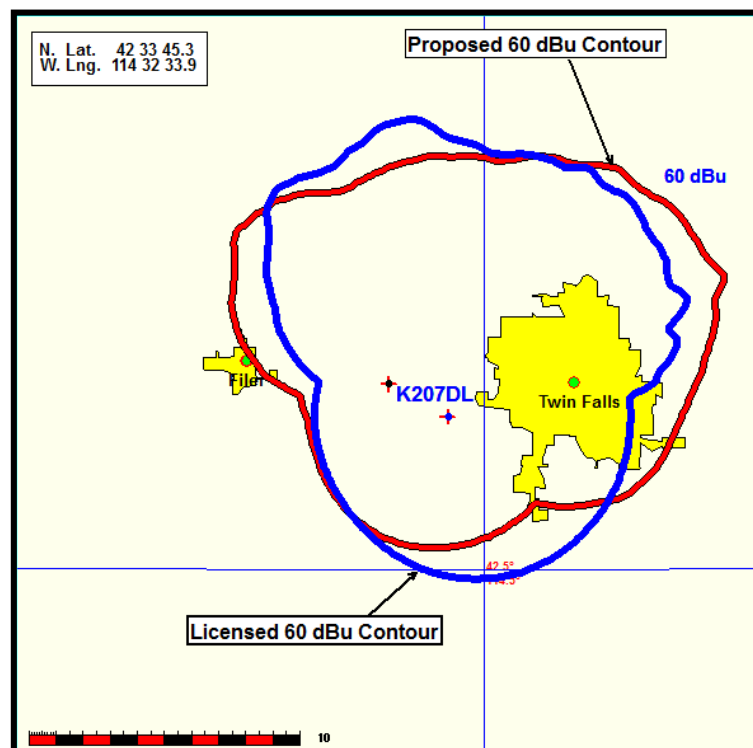 N. Lat. 42 33 45.3
W. Lng. 114 32 33.9
Proposed 60 dBu Contour
60 dBu
Filer
K207DL
Twin Falls
42.5°
114.5°
Licensed 60 dBu Contour
10